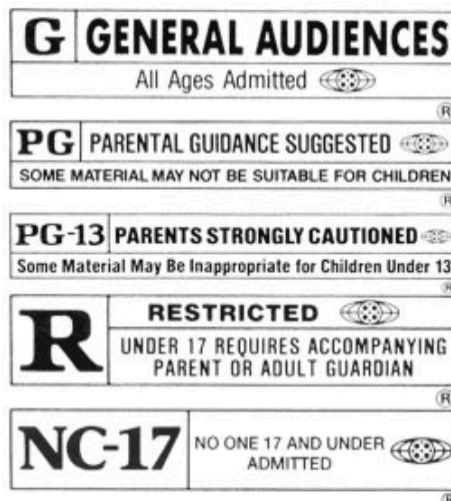 G GENERAL AUDIENCES
All Ages Admitted
®
PG PARENTAL GUIDANCE SUGGESTED
SOME MATERIAL MAY NOT BE SUITABLE FOR CHILDREN
®
PG-13 PARENTS STRONGLY CAUTIONED
Some Material May Be Inappropriate for Children Under 13
®
R RESTRICTED
UNDER 17 REQUIRES ACCOMPANYING
PARENT OR ADULT GUARDIAN
®
NC-17 NO ONE 17 AND UNDER
ADMITTED
®